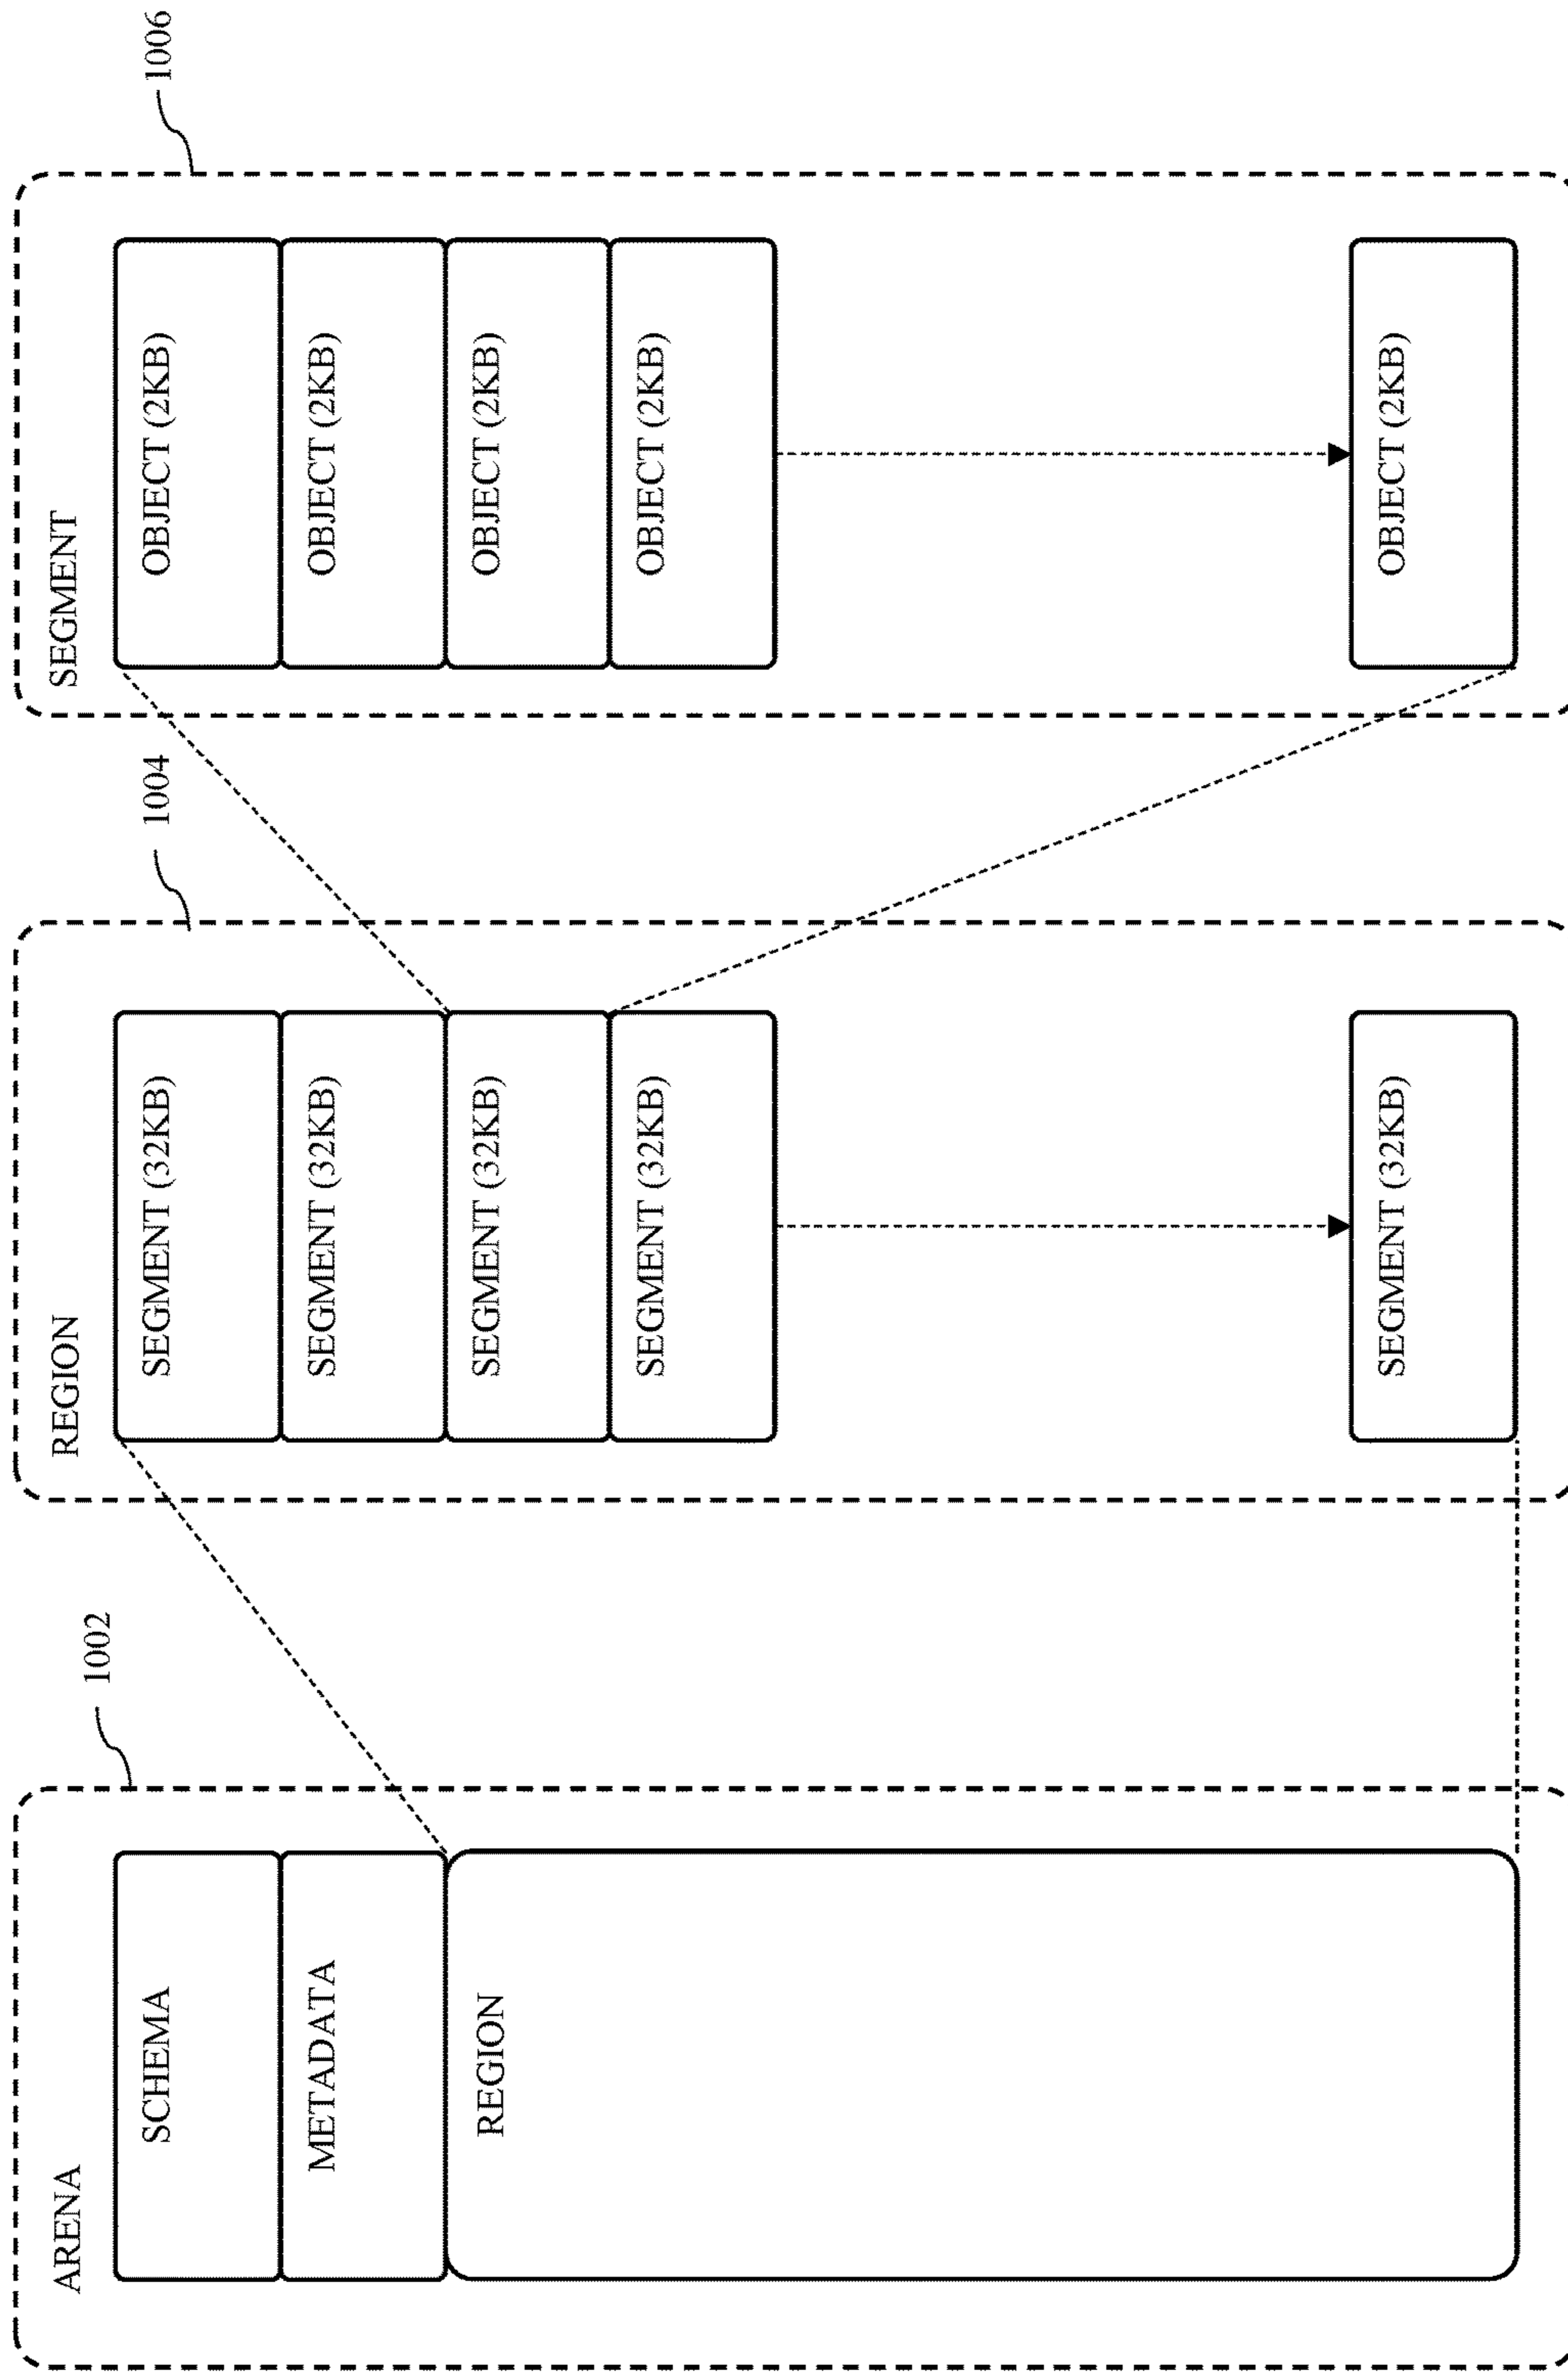 ARENA
1002
SCHEMA
METADATA
REGION
REGION
1004
SEGMENT (32KB)
SEGMENT (32KB)
SEGMENT (32KB)
SEGMENT (32KB)
SEGMENT (32KB)
SEGMENT
1006
OBJECT (2KB)
OBJECT (2KB)
OBJECT (2KB)
OBJECT (2KB)
OBJECT (2KB)